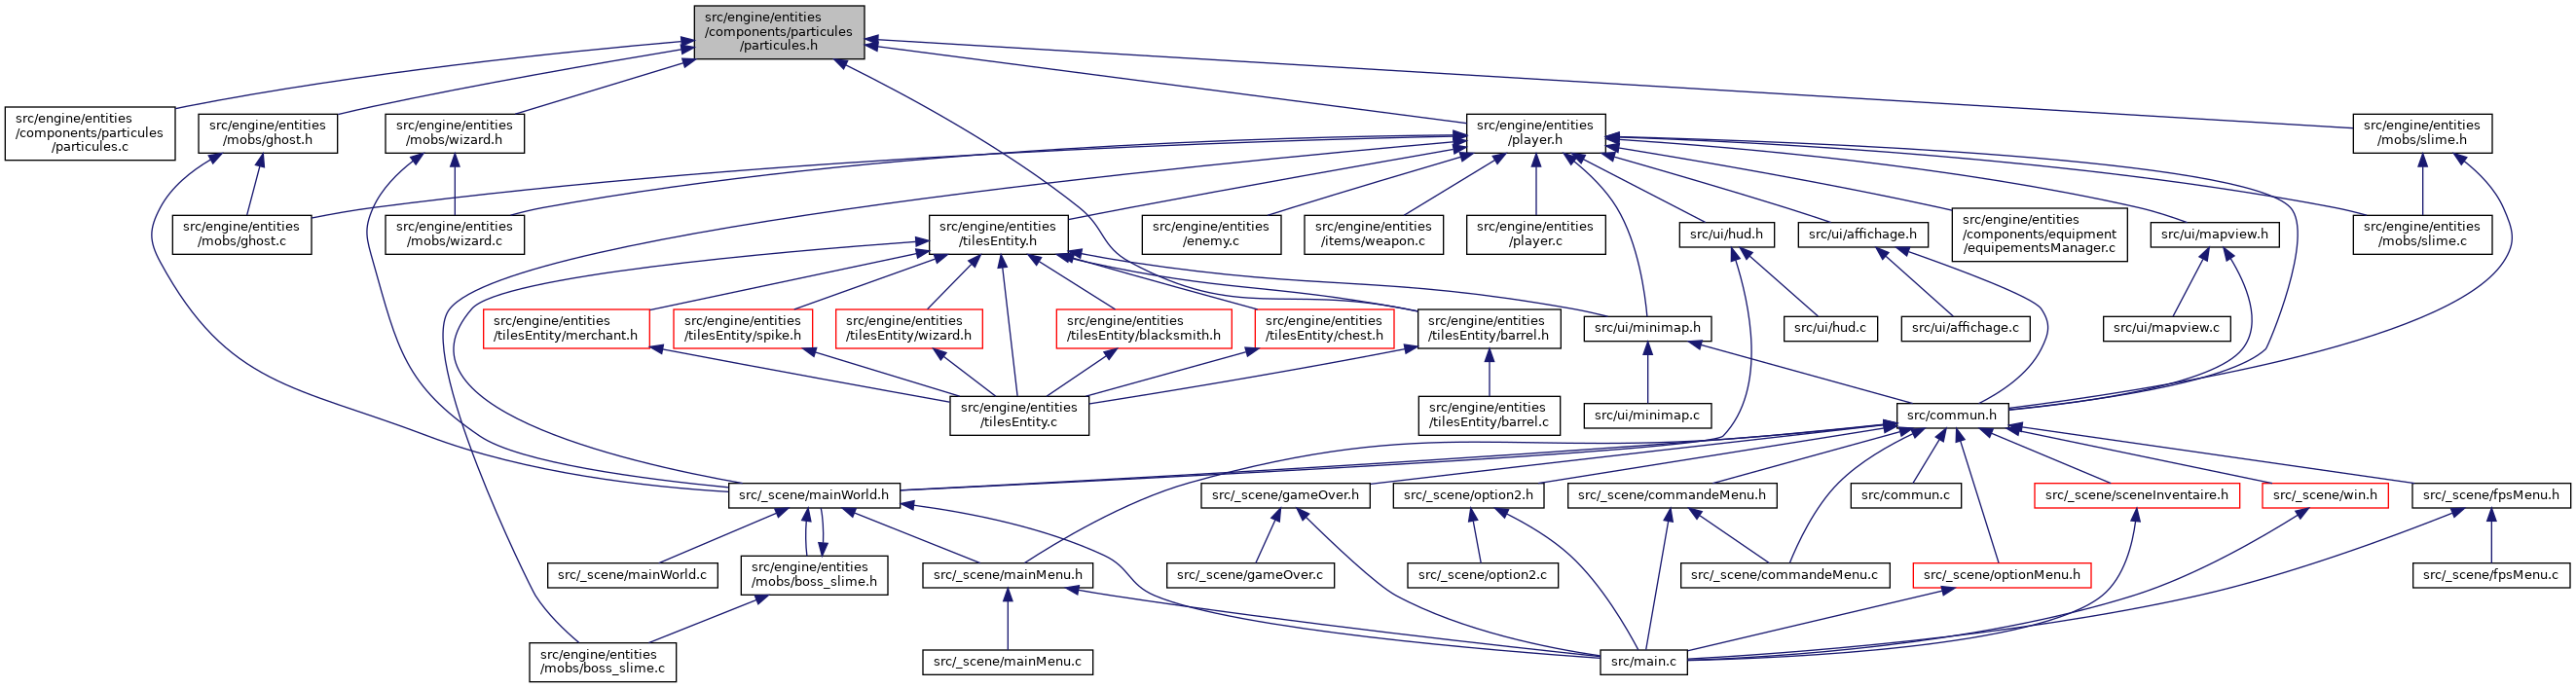 src/engine/entities
/components/particules
/particules.h
src/engine/entities
/components/particules
/particules.c
src/engine/entities
/mobs/ghost.h
src/engine/entities
/mobs/wizard.h
src/engine/entities
/player.h
src/engine/entities
/mobs/slime.h
src/engine/entities
/mobs/ghost.c
src/engine/entities
/mobs/wizard.c
src/engine/entities
/tilesEntity.h
src/engine/entities
/enemy.c
src/engine/entities
/items/weapon.c
src/engine/entities
/player.c
src/ui/hud.h
src/ui/affichage.h
src/engine/entities
/components/equipment
/equipementsManager.c
src/ui/mapview.h
src/engine/entities
/mobs/slime.c
src/engine/entities
/tilesEntity/merchant.h
src/engine/entities
/tilesEntity/spike.h
src/engine/entities
/tilesEntity/wizard.h
src/engine/entities
/tilesEntity/blacksmith.h
src/engine/entities
/tilesEntity/chest.h
src/engine/entities
/tilesEntity/barrel.h
src/ui/minimap.h
src/ui/hud.c
src/ui/affichage.c
src/ui/mapview.c
src/engine/entities
/tilesEntity.c
src/engine/entities
/tilesEntity/barrel.c
src/ui/minimap.c
src/commun.h
src/_scene/mainWorld.h
src/_scene/gameOver.h
src/_scene/option2.h
src/_scene/commandeMenu.h
src/commun.c
src/_scene/sceneInventaire.h
src/_scene/win.h
src/_scene/fpsMenu.h
src/_scene/mainWorld.c
src/engine/entities
/mobs/boss_slime.h
src/_scene/mainMenu.h
src/_scene/gameOver.c
src/_scene/option2.c
src/_scene/commandeMenu.c
src/_scene/optionMenu.h
src/_scene/fpsMenu.c
src/engine/entities
/mobs/boss_slime.c
src/_scene/mainMenu.c
src/main.c